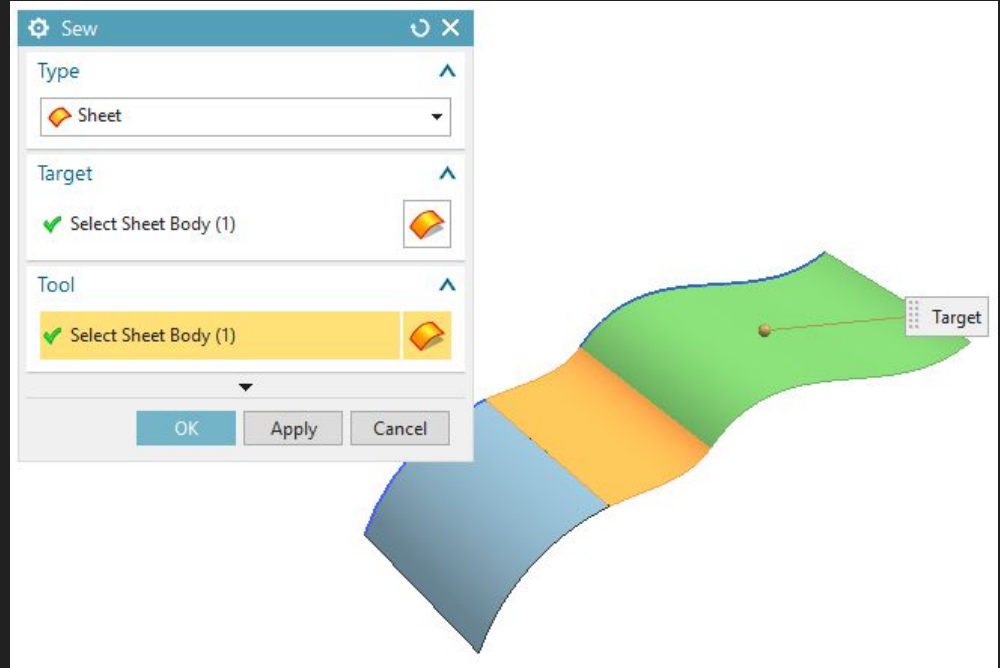 Sew
Type
Sheet
Target
Select Sheet Body (1)
Tool
Select Sheet Body (1)
OK Apply Cancel
Target